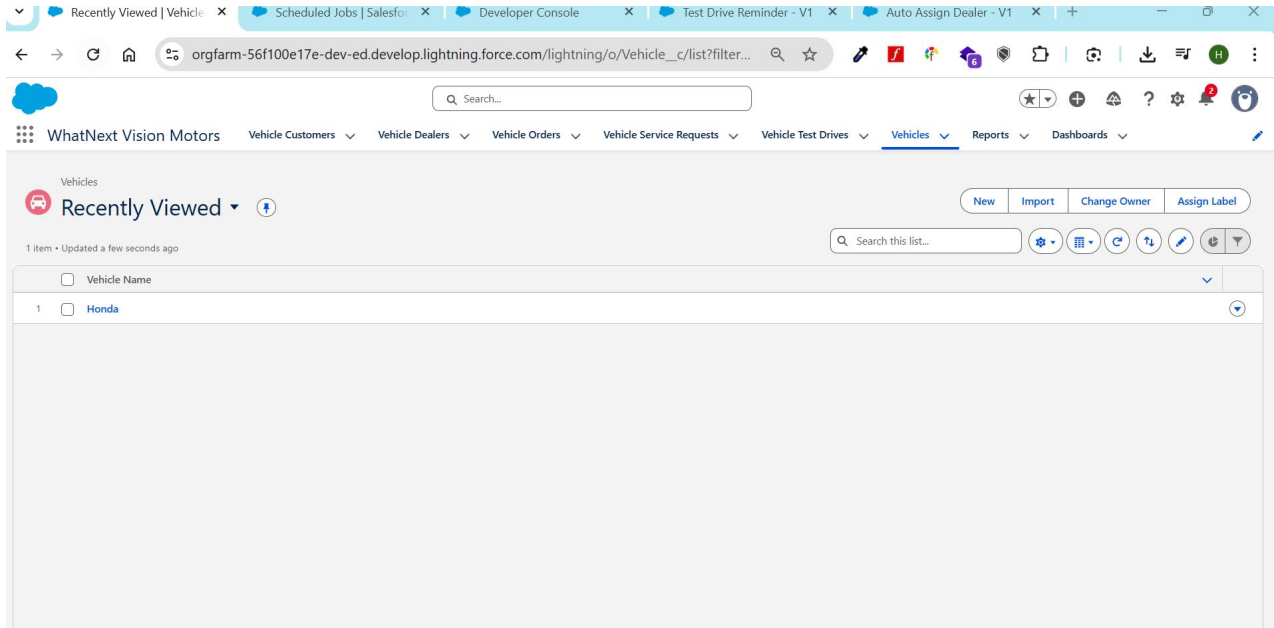 Recently Viewed | Vehicle Scheduled Jobs | Salesfor Developer Console Test Drive Reminder - V1 Auto Assign Dealer - V1
orgfarm-56f100e17e-dev-ed.develop.lightning.force.com/lightning/o/Vehicle__c/list?filter... 6 H
Search... 2
WhatNext Vision Motors Vehicle Customers Vehicle Dealers Vehicle Orders Vehicle Service Requests Vehicle Test Drives Vehicles Reports Dashboards
Vehicles
Recently Viewed New Import Change Owner Assign Label
1 item • Updated a few seconds ago Search this list...
Vehicle Name
1 Honda